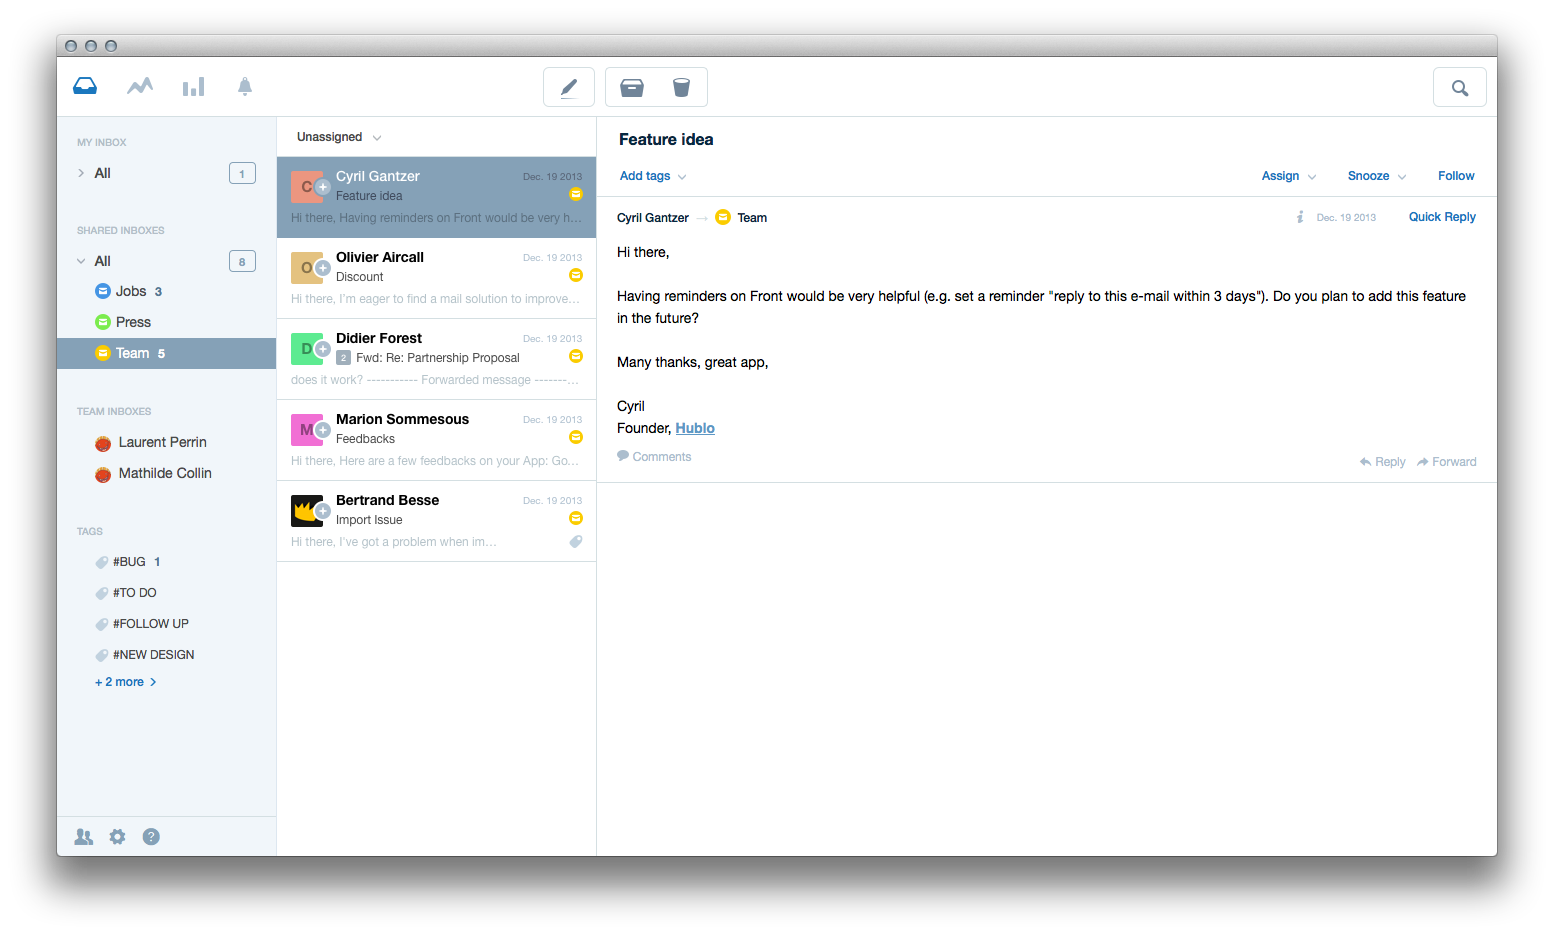 MY INBOX
All 1
SHARED INBOXES
All 8
Jobs 3
Press
Team 5
TEAM INBOXES
Laurent Perrin
Mathilde Collin
TAGS
#BUG 1
#TO DO
#FOLLOW UP
#NEW DESIGN
+ 2 more
?
Unassigned
C Cyril Gantzer Dec. 19 2013
Feature idea
Hi there, Having reminders on Front would be very h...
O Olivier Aircall Dec. 19 2013
Discount
Hi there, I'm eager to find a mail solution to improve...
D Didier Forest Dec. 19 2013
2 Fwd: Re: Partnership Proposal
does it work? ----------- Forwarded message -------...
M Marion Sommesous Dec. 19 2013
Feedbacks
Hi there, Here are a few feedbacks on your App: Go...
Bertrand Besse Dec. 19 2013
Import Issue
Hi there, I've got a problem when im...
Feature idea
Add tags Assign Snooze Follow
Cyril Gantzer → Team i Dec. 19 2013 Quick Reply
Hi there,
Having reminders on Front would be very helpful (e.g. set a reminder "reply to this e-mail within 3 days"). Do you plan to add this feature
in the future?
Many thanks, great app,
Cyril
Founder, Hublo
Comments
Reply Forward